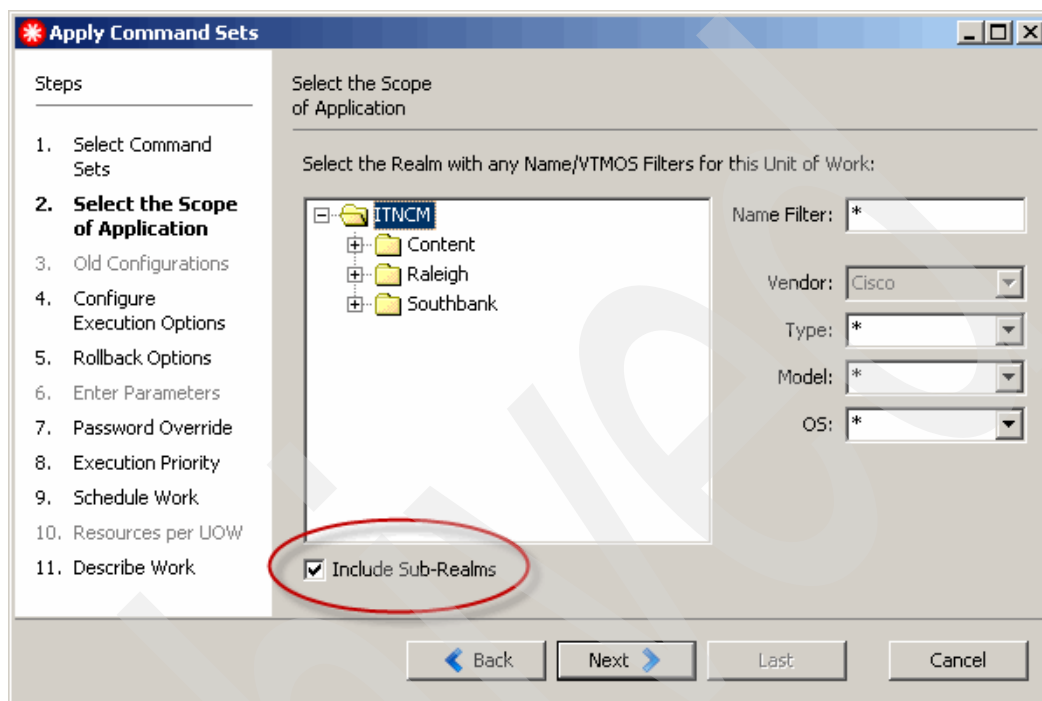 Apply Command Sets
Steps
1. Select Command
Sets
2. Select the Scope
of Application
3. Old Configurations
4. Configure
Execution Options
5. Rollback Options
6. Enter Parameters
7. Password Override
8. Execution Priority
9. Schedule Work
10. Resources per UOW
11. Describe Work
Select the Scope
of Application
Select the Realm with any Name/VTMOS Filters for this Unit of Work:
ITNCM
Content
Raleigh
Southbank
Include Sub-Realms
Name Filter: *
Vendor: Cisco
Type: *
Model: *
OS: *
Back
Next
Last
Cancel